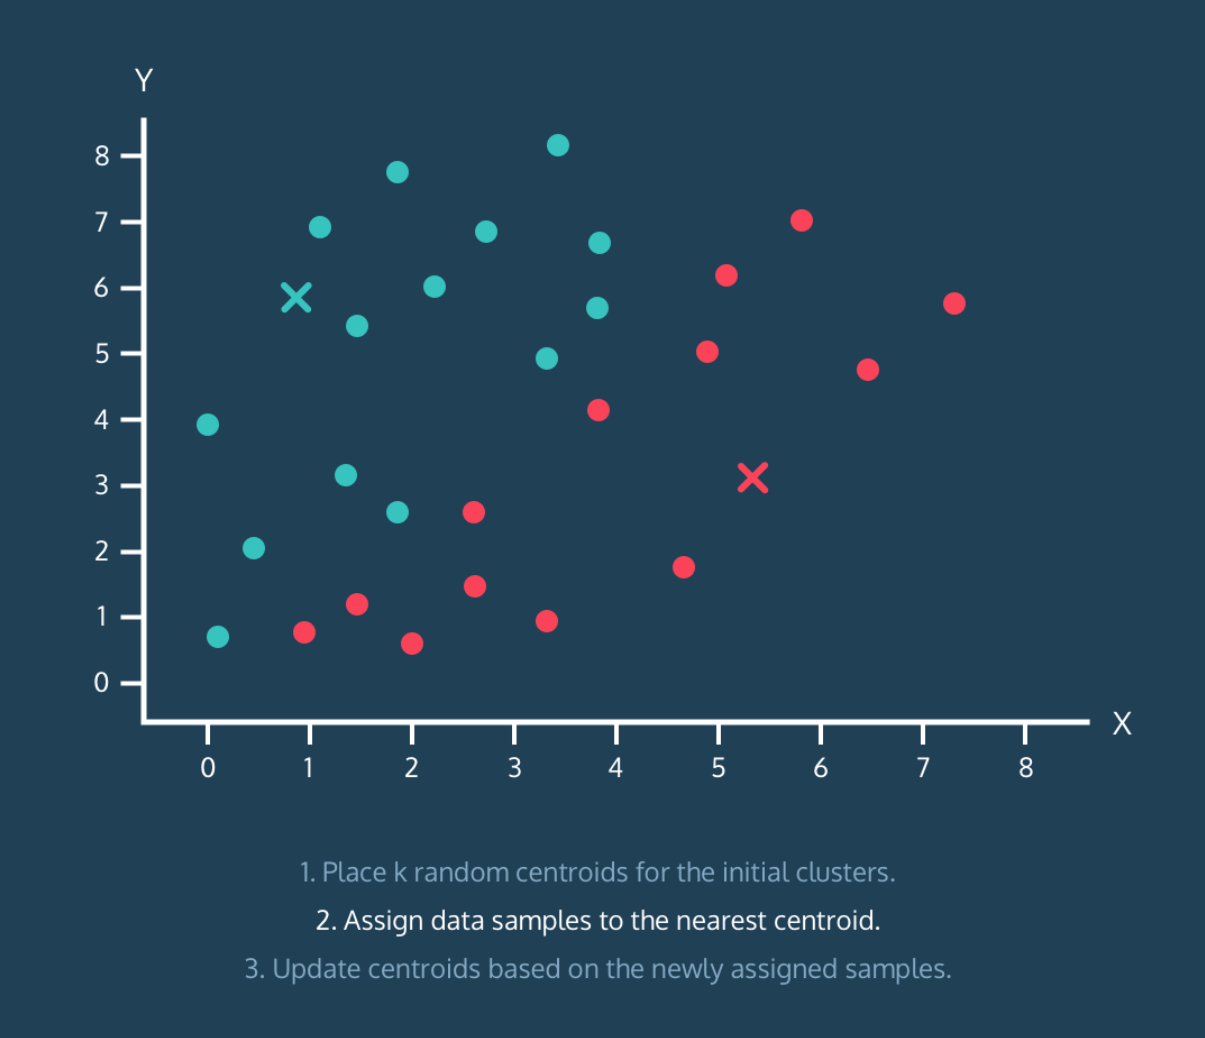 Y
8
7
6
5
4
3
2
1
0
X
0 1 2 3 4 5 6 7 8
1. Place k random centroids for the initial clusters.
2. Assign data samples to the nearest centroid.
3. Update centroids based on the newly assigned samples.